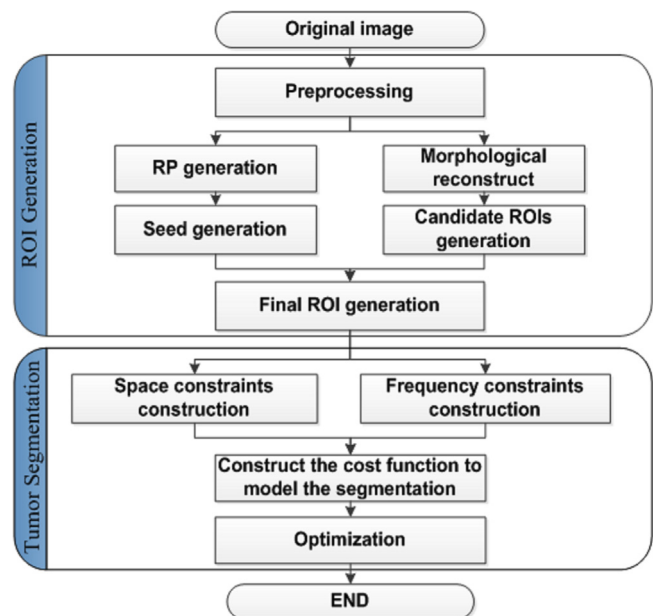 Original image
ROI Generation
Preprocessing
RP generation
Morphological
reconstruct
Seed generation
Candidate ROIs
generation
Final ROI generation
Tumor Segmentation
Space constraints
construction
Frequency constraints
construction
Construct the cost function to
model the segmentation
Optimization
END